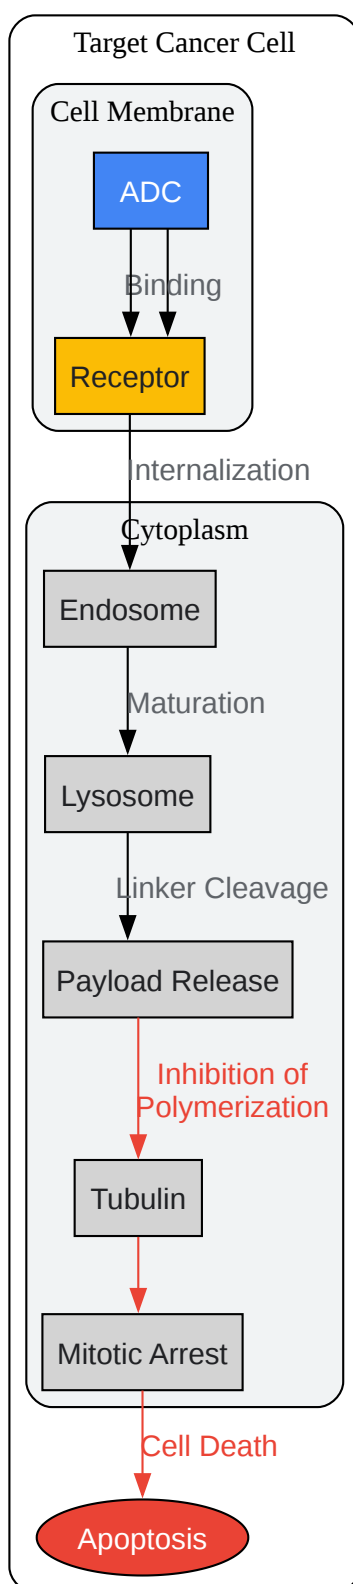 Target Cancer Cell
Cell Membrane
ADC
Binding
Receptor
Internalization
Cytoplasm
Endosome
Maturation
Lysosome
Linker Cleavage
Payload Release
Inhibition of
Polymerization
Tubulin
Mitotic Arrest
Cell Death
Apoptosis